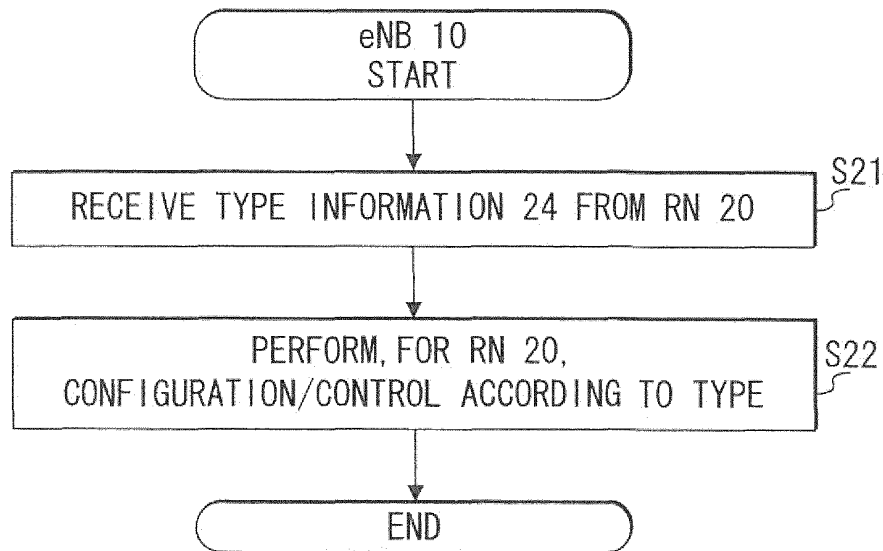 eNB 10
START
RECEIVE TYPE INFORMATION 24 FROM RN 20
S21
PERFORM, FOR RN 20,
CONFIGURATION/CONTROL ACCORDING TO TYPE
S22
END